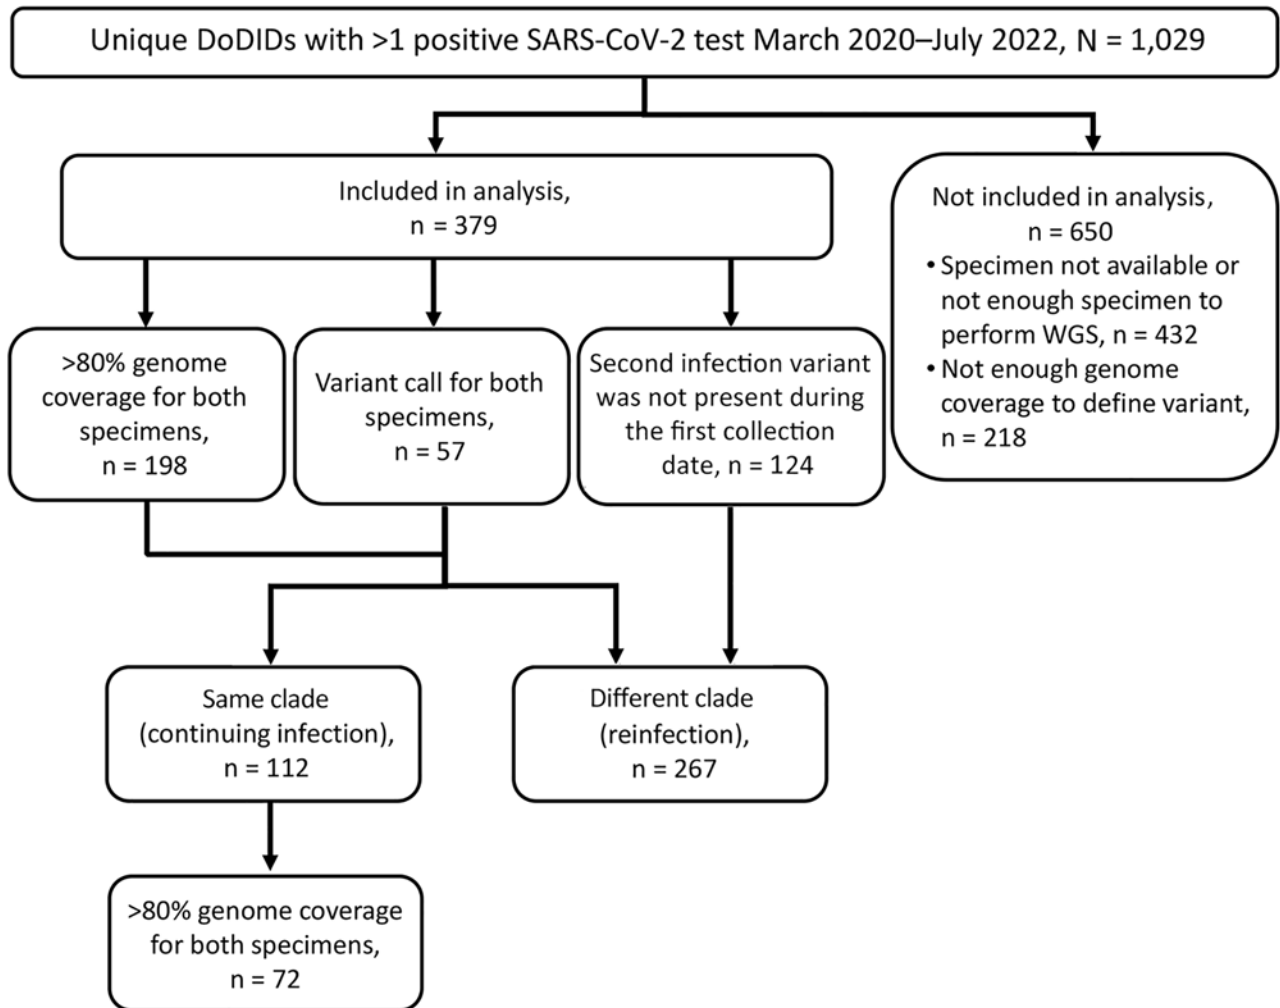 Unique DoDIDs with >1 positive SARS-CoV-2 test March 2020–July 2022, N = 1,029
Included in analysis,
n = 379
Not included in analysis,
n = 650
• Specimen not available or
not enough specimen to
perform WGS, n = 432
• Not enough genome
coverage to define variant,
n = 218
>80% genome
coverage for both
specimens,
n = 198
Variant call for both
specimens,
n = 57
Second infection variant
was not present during
the first collection
date, n = 124
Same clade
(continuing infection),
n = 112
Different clade
(reinfection),
n = 267
>80% genome coverage
for both specimens,
n = 72